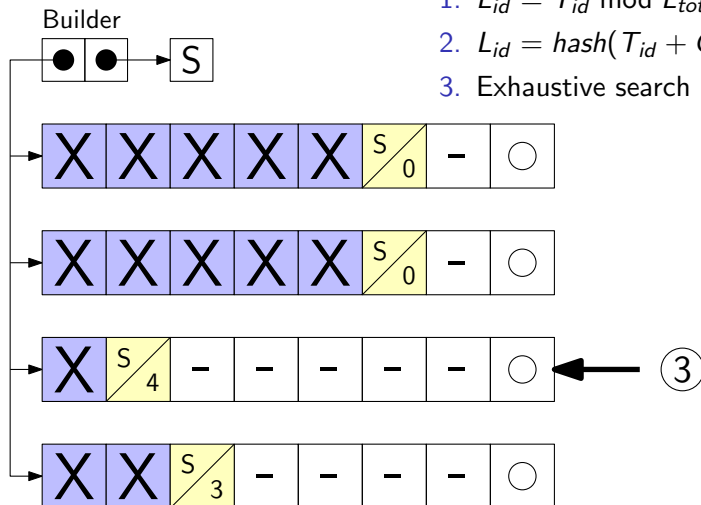 1. L_id = T_id mod L_tot
2. L_id = hash(T_id +
3. Exhaustive search
Builder
S
X X X X X S/0 -
X X X X X S/0 -
X S/4 - - - - -
3
X X S/3 - - - -